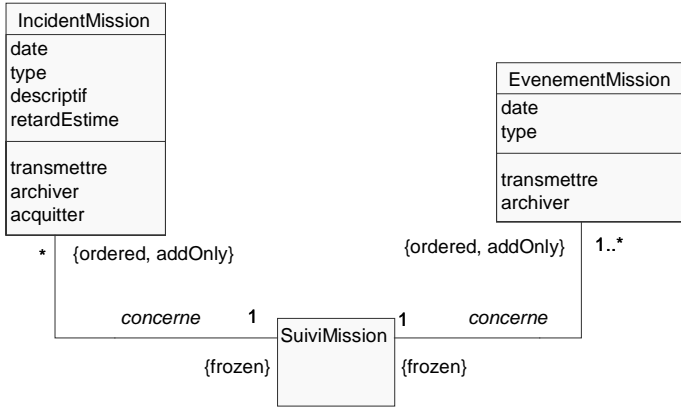 IncidentMission
date
type
descriptif
retardEstime
transmettre
archiver
acquitter
EvenementMission
date
type
transmettre
archiver
* {ordered, addOnly}
{ordered, addOnly} 1..*
concerne 1
1 concerne
SuiviMission
{frozen}
{frozen}